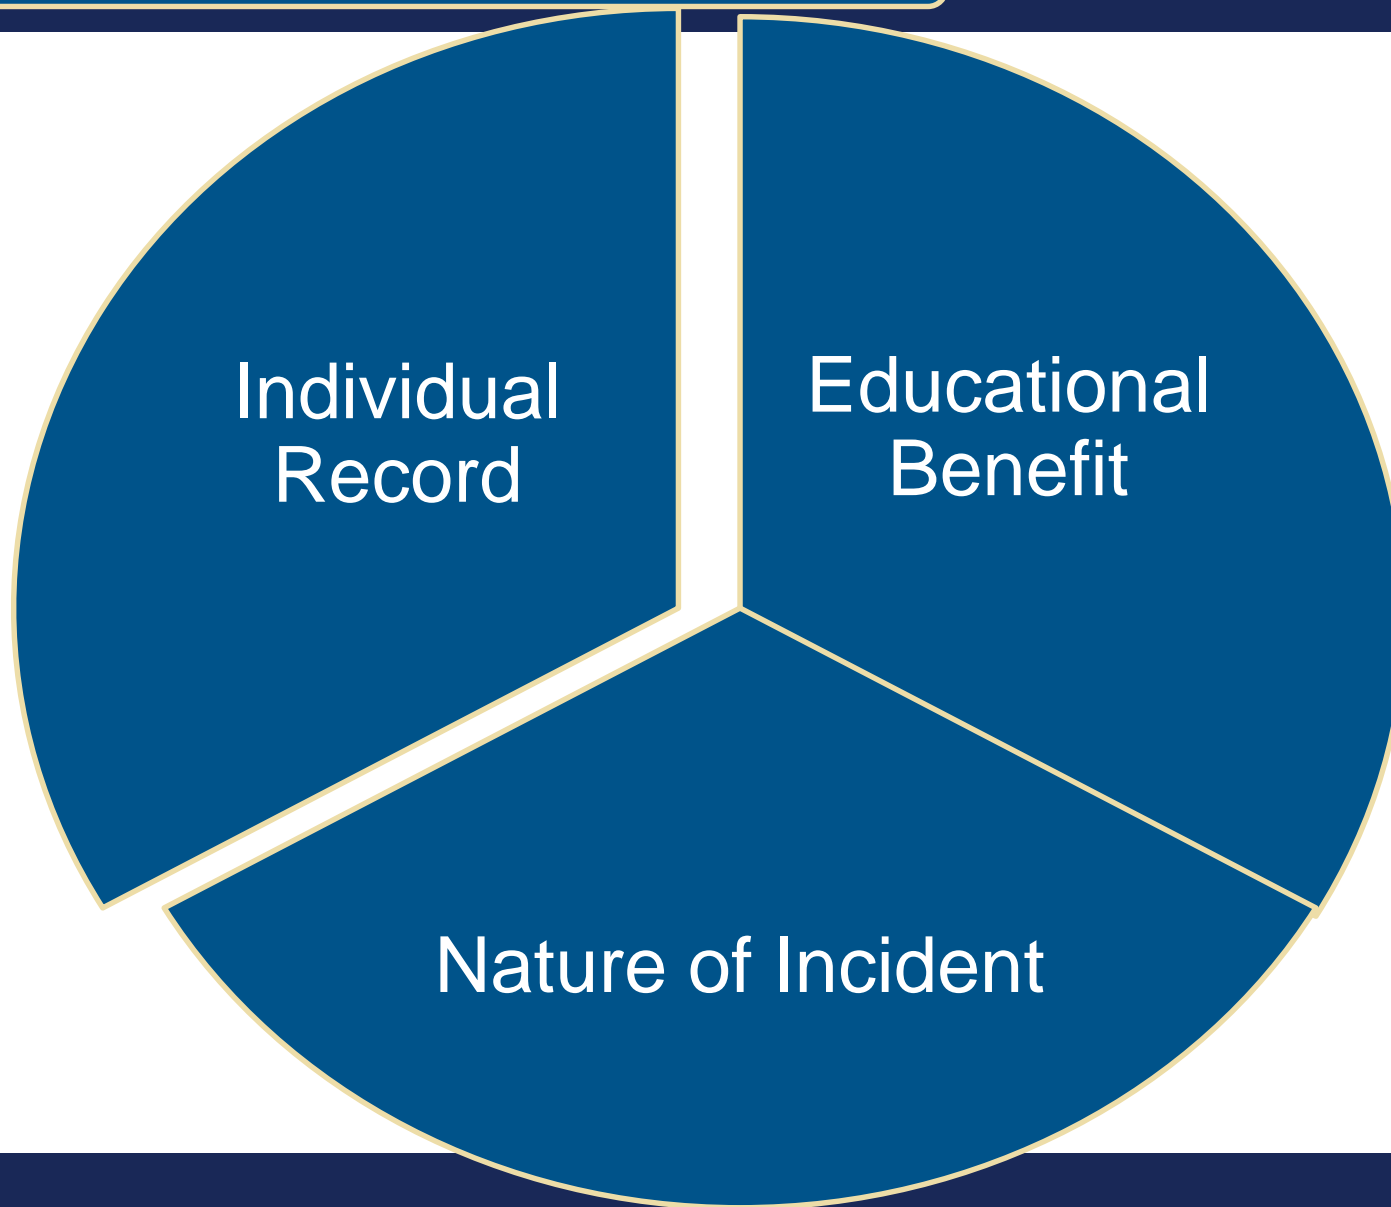 Individual
Record
Educational
Benefit
Nature of Incident